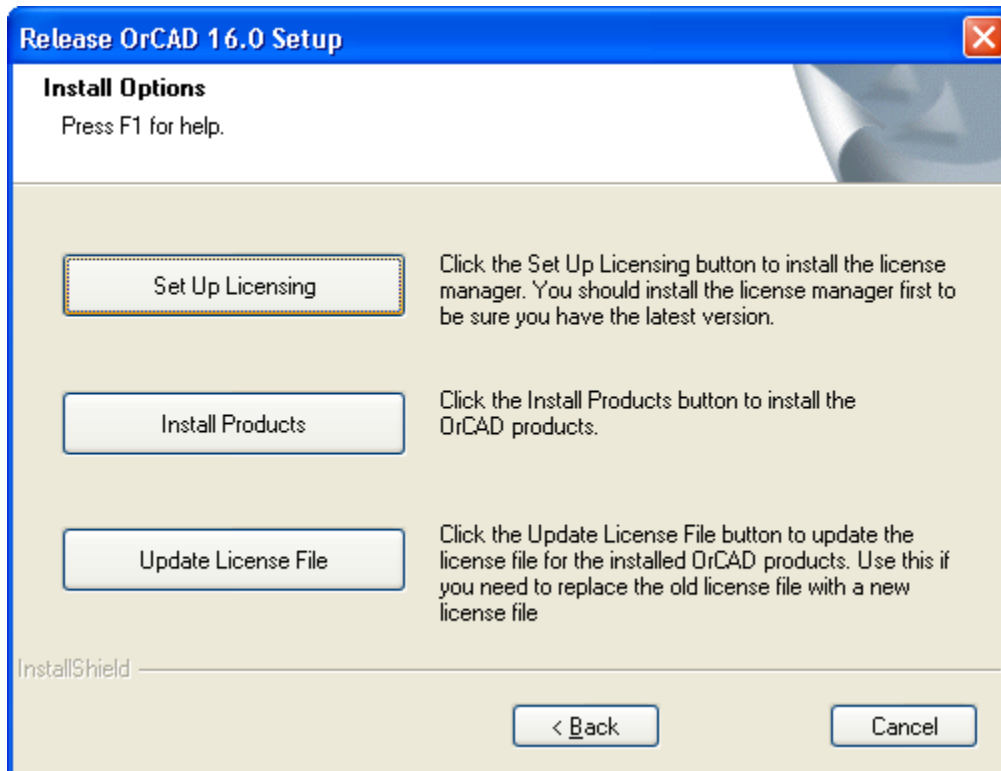 Release OrCAD 16.0 Setup
Install Options
Press F1 for help.
Set Up Licensing
Click the Set Up Licensing button to install the license
manager. You should install the license manager first to
be sure you have the latest version.
Install Products
Click the Install Products button to install the
OrCAD products.
Update License File
Click the Update License File button to update the
license file for the installed OrCAD products. Use this if
you need to replace the old license file with a new
license file
InstallShield
< Back
Cancel